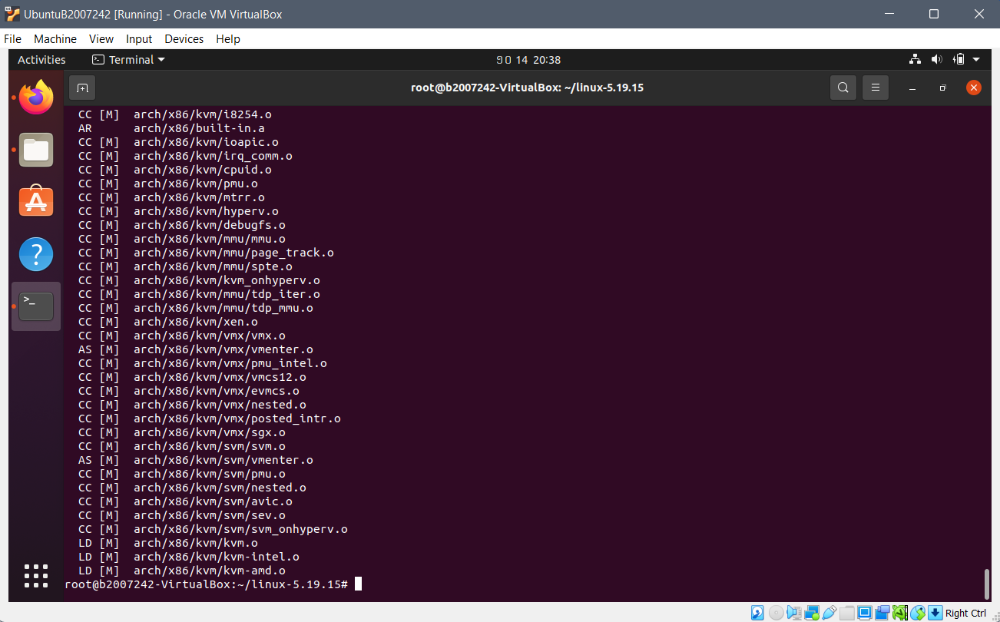 UbuntuB2007242 [Running] - Oracle VM VirtualBox
File Machine View Input Devices Help
Activities Terminal 14 20:38
root@b2007242-VirtualBox: ~/linux-5.19.15
CC [M] arch/x86/kvm/i8254.o
AR arch/x86/built-in.a
CC [M] arch/x86/kvm/ioapic.o
CC [M] arch/x86/kvm/irq_comm.o
CC [M] arch/x86/kvm/cpuid.o
CC [M] arch/x86/kvm/pmu.o
CC [M] arch/x86/kvm/mtrr.o
CC [M] arch/x86/kvm/hyperv.o
CC [M] arch/x86/kvm/debugfs.o
CC [M] arch/x86/kvm/mmu/mmu.o
CC [M] arch/x86/kvm/mmu/page_track.o
CC [M] arch/x86/kvm/mmu/spte.o
CC [M] arch/x86/kvm/kvm_onhyperv.o
CC [M] arch/x86/kvm/mmu/tdp_iter.o
CC [M] arch/x86/kvm/mmu/tdp_mmu.o
CC [M] arch/x86/kvm/xen.o
CC [M] arch/x86/kvm/vmx/vmx.o
AS [M] arch/x86/kvm/vmx/vmenter.o
CC [M] arch/x86/kvm/vmx/pmu_intel.o
CC [M] arch/x86/kvm/vmx/vmcs12.o
CC [M] arch/x86/kvm/vmx/evmcs.o
CC [M] arch/x86/kvm/vmx/nested.o
CC [M] arch/x86/kvm/vmx/posted_intr.o
CC [M] arch/x86/kvm/vmx/sgx.o
CC [M] arch/x86/kvm/svm/svm.o
AS [M] arch/x86/kvm/svm/vmenter.o
CC [M] arch/x86/kvm/svm/pmu.o
CC [M] arch/x86/kvm/svm/nested.o
CC [M] arch/x86/kvm/svm/avic.o
CC [M] arch/x86/kvm/svm/sev.o
CC [M] arch/x86/kvm/svm/svm_onhyperv.o
LD [M] arch/x86/kvm/kvm.o
LD [M] arch/x86/kvm/kvm-intel.o
LD [M] arch/x86/kvm/kvm-amd.o
root@b2007242-VirtualBox:~/linux-5.19.15#
Right Ctrl